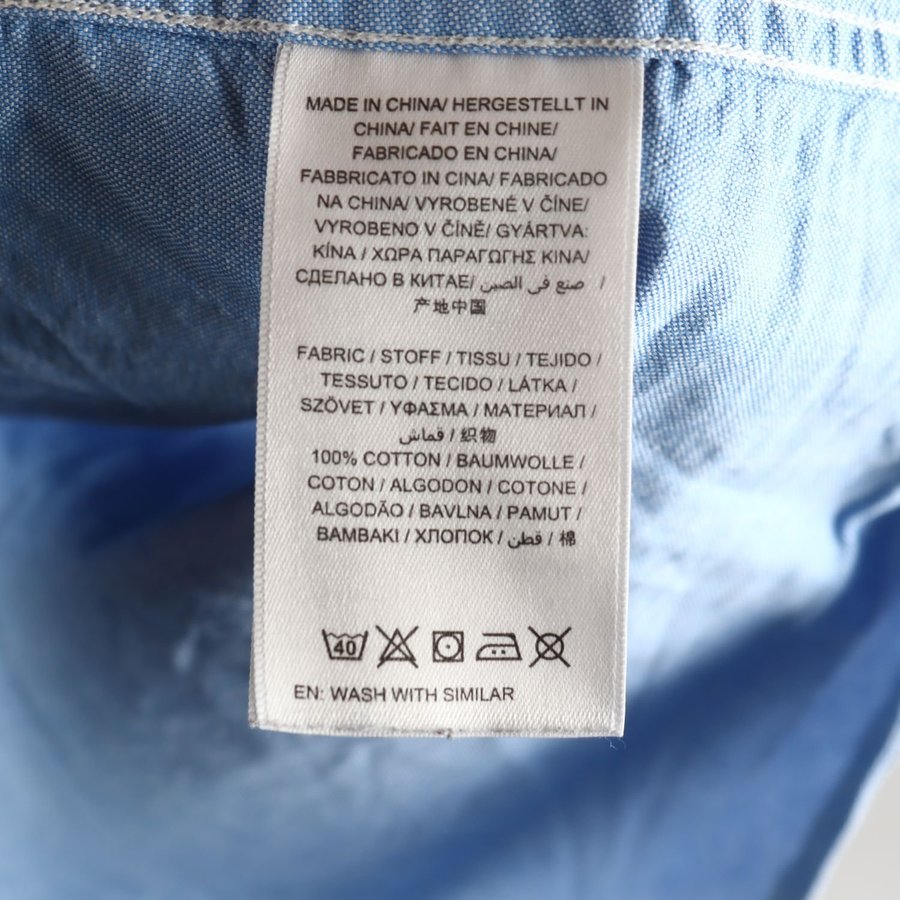 MADE IN CHINA/ HERGESTELLT IN
CHINA/ FAIT EN CHINE/
FABRICADO EN CHINA/
FABBRICATO IN CINA/ FABRICADO
NA CHINA/ VYROBENÉ V ČÍNE/
VYROBENO V ČÍNĚ/ GYÁRTVA:
KÍNA / ΧΩΡΑ ΠΑΡΑΓΩΓΗΣ ΚΙΝΑ/
СДЕЛАНО В КИТАЕ/ صنع في الصين /
产地中国
FABRIC / STOFF / TISSU / TEJIDO /
TESSUTO / TECIDO / LÁTKA /
SZÖVET / ΥΦΑΣΜΑ / МАТЕРИАЛ /
قماش / 织物
100% COTTON / BAUMWOLLE /
COTON / ALGODON / COTONE /
ALGODÃO / BAVLNA / PAMUT /
ΒΑΜΒΑΚΙ / ХЛОПОК / قطن / 棉
40
EN: WASH WITH SIMILAR